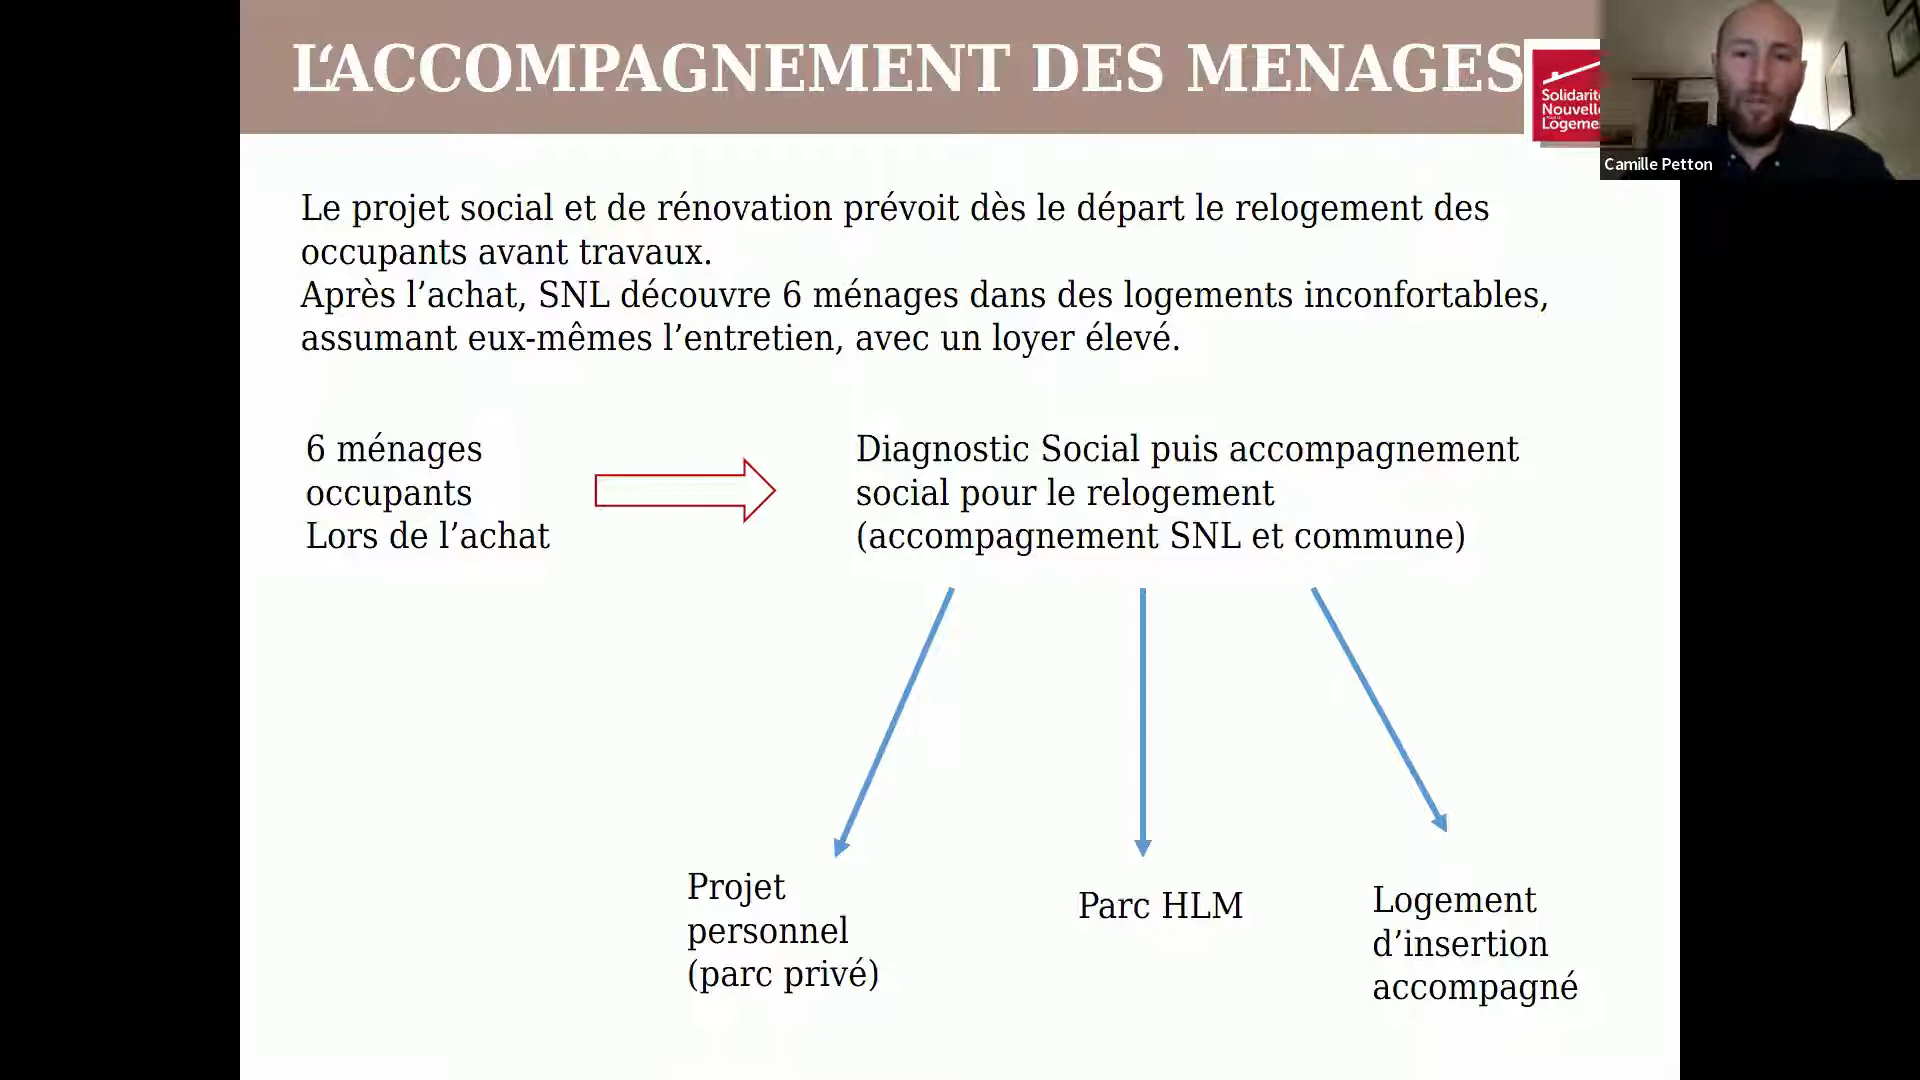 L‘ACCOMPAGNEMENT DES MENAGES
Solidarité
Nouvelle
Logeme
Camille Petton
Le projet social et de rénovation prévoit dès le départ le relogement des
occupants avant travaux.
Après l’achat, SNL découvre 6 ménages dans des logements inconfortables,
assumant eux-mêmes l’entretien, avec un loyer élevé.
6 ménages
occupants
Lors de l’achat
Diagnostic Social puis accompagnement
social pour le relogement
(accompagnement SNL et commune)
Projet
personnel
(parc privé)
Parc HLM
Logement
d’insertion
accompagné